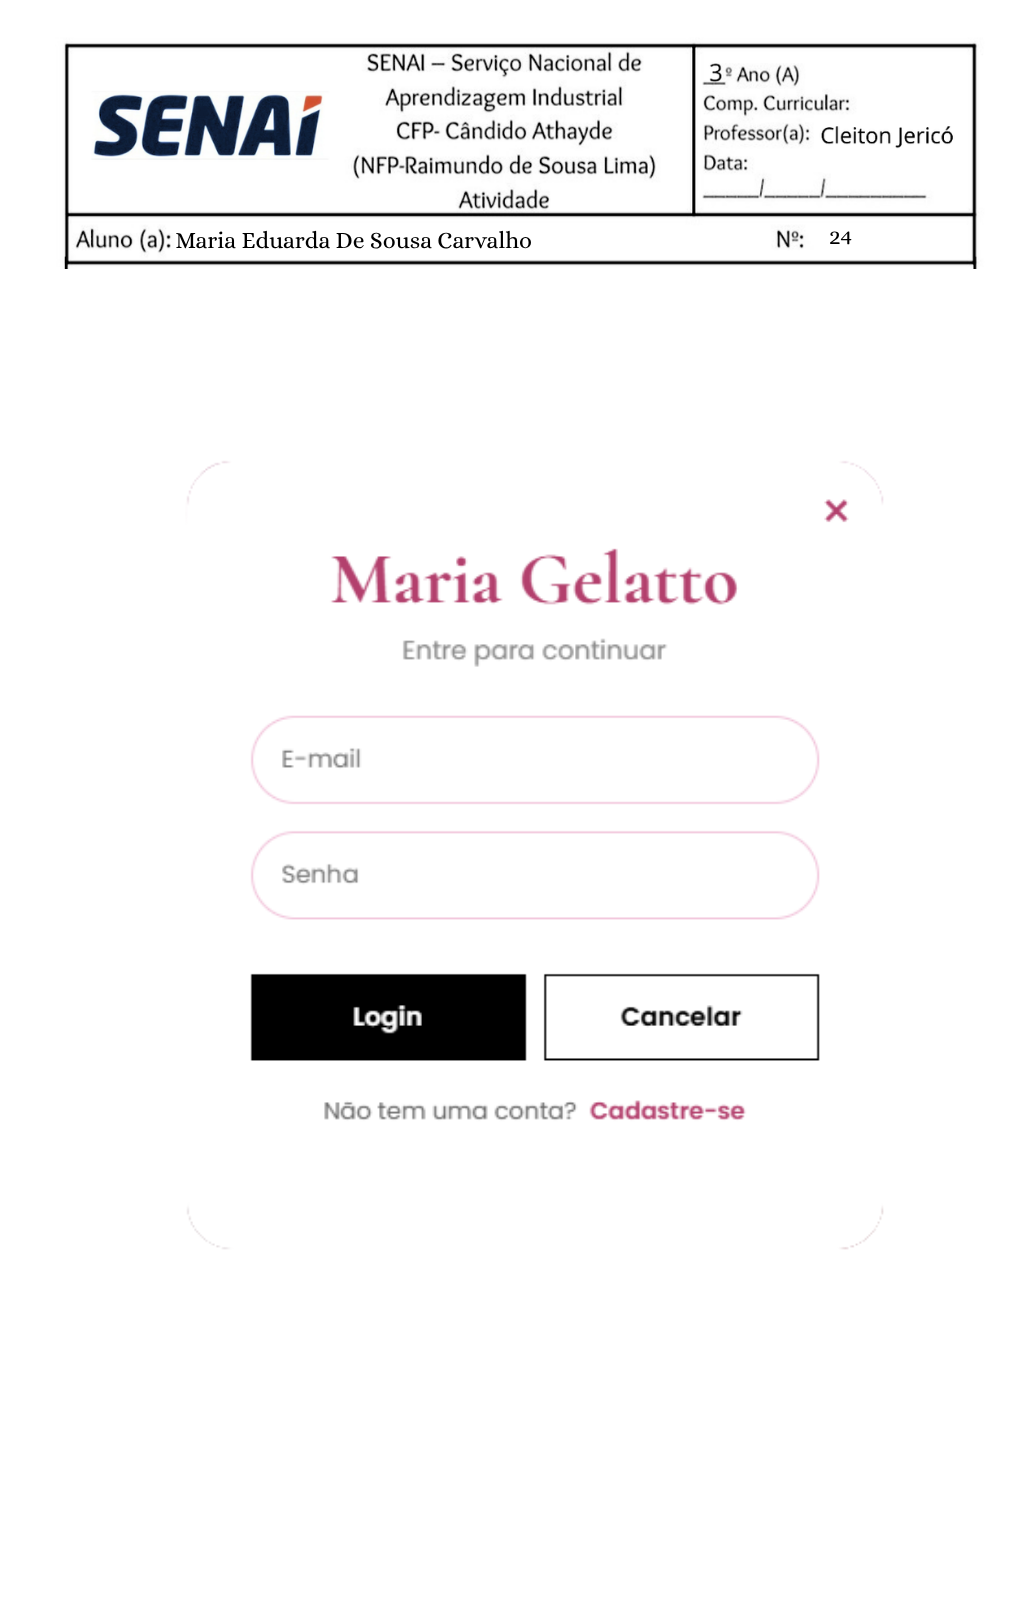 SENAI
SENAI – Serviço Nacional de
Aprendizagem Industrial
CFP- Cândido Athayde
(NFP-Raimundo de Sousa Lima)
Atividade
3º Ano (A)
Comp. Curricular:
Professor(a): Cleiton Jericó
Data:
_____/_____/_________
Aluno (a): Maria Eduarda De Sousa Carvalho Nº: 24
×
Maria Gelatto
Entre para continuar
E-mail
Senha
Login Cancelar
Não tem uma conta? Cadastre-se